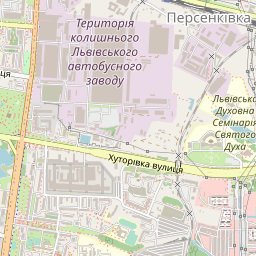 Персенківка
Територія
колишнього
Львівського
автобусного
заводу
Львівська
Духовна
Семінарія
Святого
Духа
Хуторівка вулиця